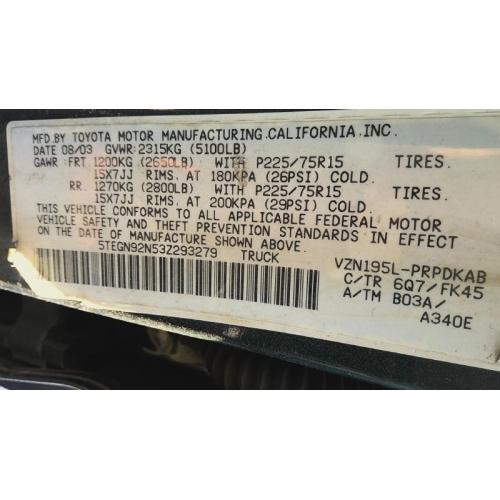 MFD.BY TOYOTA MOTOR MANUFACTURING.CALIFORNIA.INC.
DATE 08/03 GVWR:2315KG (5100LB)
GAWR:FRT. 1200KG (2650LB) WITH P225/75R15 TIRES.
15X7JJ RIMS. AT 180KPA (26PSI) COLD.
RR. 1270KG (2800LB) WITH P225/75R15 TIRES.
15X7JJ RIMS. AT 200KPA (29PSI) COLD.
THIS VEHICLE CONFORMS TO ALL APPLICABLE FEDERAL MOTOR
VEHICLE SAFETY AND THEFT PREVENTION STANDARDS IN EFFECT
ON THE DATE OF MANUFACTURE SHOWN ABOVE.
5TEGN92N53Z293279 TRUCK
VZN195L-PRPDKAB
C/TR 6Q7/FK45
A/TM B03A/
A340E